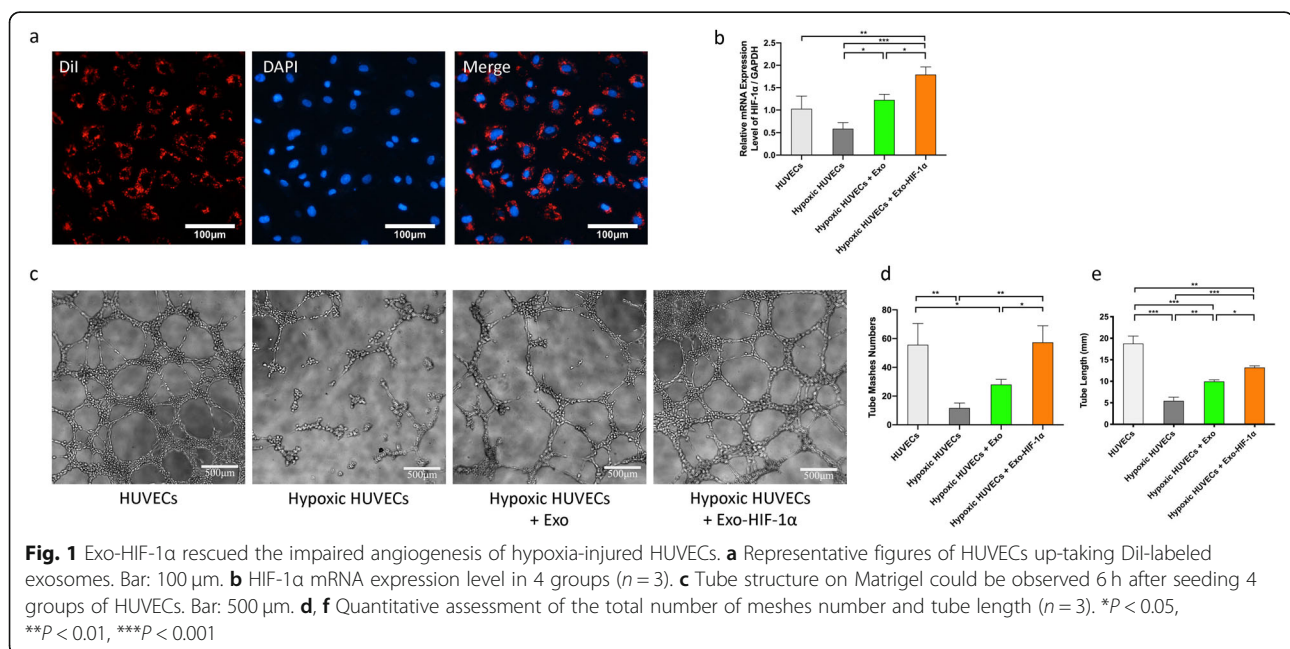 a
DiI
DAPI
Merge
100μm
100μm
100μm
b
Relative mRNA Expression
Level of HIF-1α / GAPDH
2.5
2.0
1.5
1.0
0.5
0.0
**
***
*
*
HUVECs
Hypoxic HUVECs
Hypoxic HUVECs + Exo
Hypoxic HUVECs + Exo-HIF-1α
c
500μm
500μm
500μm
500μm
HUVECs
Hypoxic HUVECs
Hypoxic HUVECs
+ Exo
Hypoxic HUVECs
+ Exo-HIF-1α
d
Tube Mashes Numbers
80
60
40
20
0
**
**
*
*
HUVECs
Hypoxic HUVECs
Hypoxic HUVECs + Exo
Hypoxic HUVECs + Exo-HIF-1α
e
Tube Length (mm)
25
20
15
10
5
0
**
***
***
***
**
*
HUVECs
Hypoxic HUVECs
Hypoxic HUVECs + Exo
Hypoxic HUVECs + Exo-HIF-1α
Fig. 1 Exo-HIF-1α rescued the impaired angiogenesis of hypoxia-injured HUVECs. a Representative figures of HUVECs up-taking DiI-labeled
exosomes. Bar: 100 μm. b HIF-1α mRNA expression level in 4 groups (n = 3). c Tube structure on Matrigel could be observed 6 h after seeding 4
groups of HUVECs. Bar: 500 μm. d, f Quantitative assessment of the total number of meshes number and tube length (n = 3). *P < 0.05,
**P < 0.01, ***P < 0.001